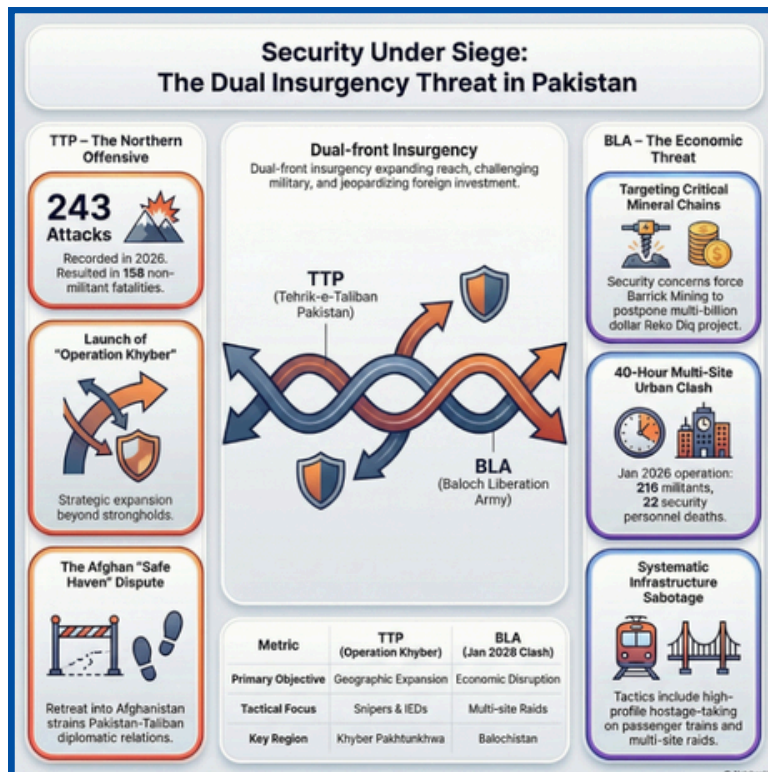 Security Under Siege:
The Dual Insurgency Threat in Pakistan
TTP – The Northern
Offensive
243
Attacks
Recorded in 2026.
Resulted in 158 non-
militant fatalities.
Launch of
"Operation Khyber"
Strategic expansion
beyond strongholds.
The Afghan "Safe
Haven" Dispute
Retreat into Afghanistan
strains Pakistan-Taliban
diplomatic relations.
Dual-front Insurgency
Dual-front insurgency expanding reach, challenging
military, and jeopardizing foreign investment.
TTP
(Tehrik-e-Taliban
Pakistan)
BLA
(Baloch Liberation
Army)
Metric TTP (Operation Khyber) BLA (Jan 2028 Clash)
Primary Objective Geographic Expansion Economic Disruption
Tactical Focus Snipers & IEDs Multi-site Raids
Key Region Khyber Pakhtunkhwa Balochistan
BLA – The Economic
Threat
Targeting Critical
Mineral Chains
Security concerns force
Barrick Mining to
postpone multi-billion
dollar Reko Diq project.
40-Hour Multi-Site
Urban Clash
Jan 2026 operation:
216 militants,
22 security
personnel deaths.
Systematic
Infrastructure
Sabotage
Tactics include high-
profile hostage-taking
on passenger trains and
multi-site raids.